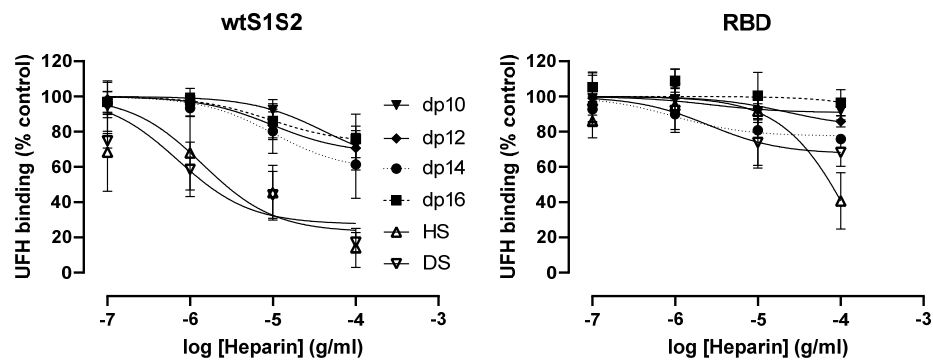 wtS1S2
UFH binding (% control)
120
100
80
60
40
20
0
-7
-6
-5
-4
-3
log [Heparin] (g/ml)
dp10
dp12
dp14
dp16
HS
DS
RBD
UFH binding (% control)
120
100
80
60
40
20
0
-7
-6
-5
-4
-3
log [Heparin] (g/ml)